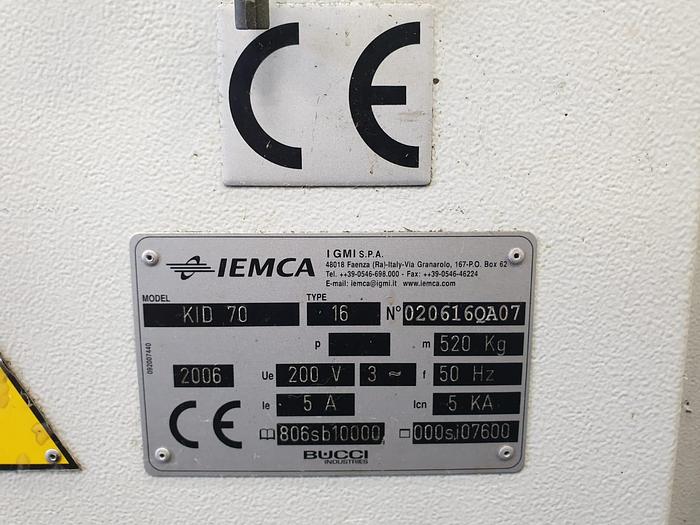 CE
IEMCA
I GMI S.P.A.
48018 Faenza (Ra)-Italy-Via Granarolo, 167-P.O. Box 62
Tel. ++39-0546-698.000 - Fax: ++39-0546-46224
E-mail: iemca@igmi.it www.iemca.com
MODEL KID 70 TYPE 16 N° 020616QA07
P m 520 Kg
2006 Ue 200 V 3 ~ f 50 Hz
Ie 5 A Icn 5 KA
CE 806sb10000 000si07600
BUCCI
INDUSTRIES
092007440